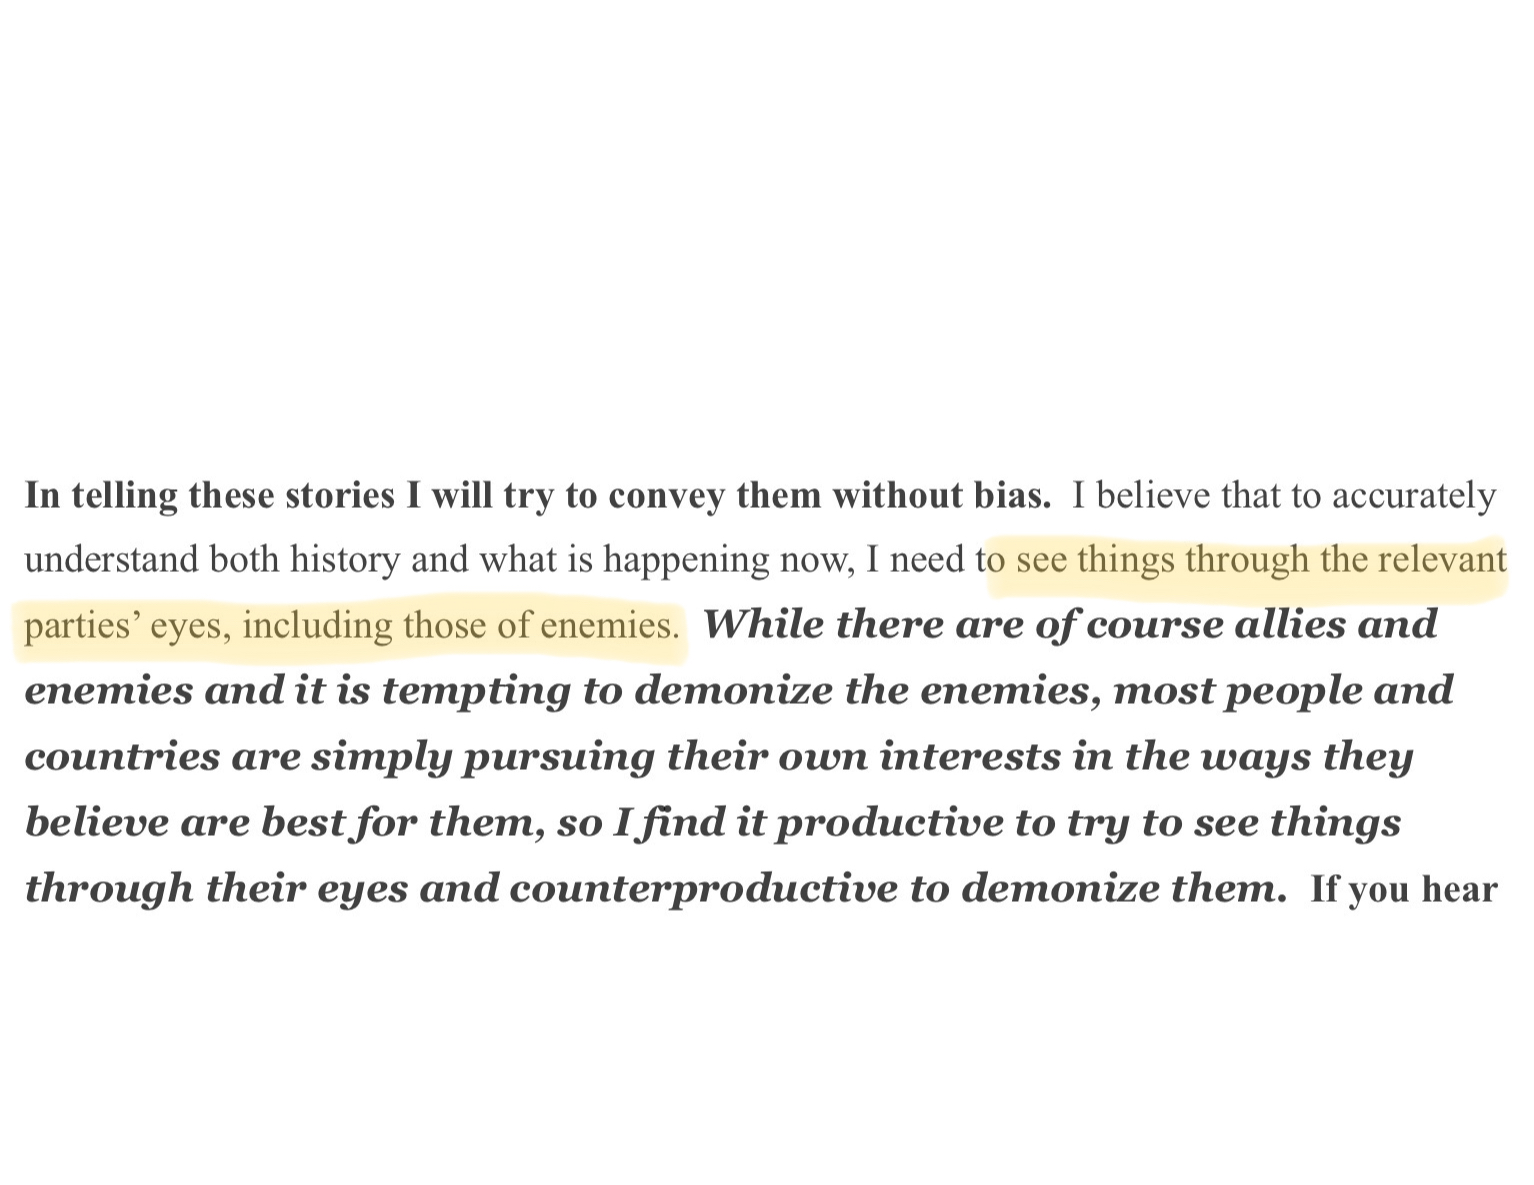 In telling these stories I will try to convey them without bias.  I believe that to accurately
understand both history and what is happening now, I need to see things through the relevant
parties’ eyes, including those of enemies.  While there are of course allies and
enemies and it is tempting to demonize the enemies, most people and
countries are simply pursuing their own interests in the ways they
believe are best for them, so I find it productive to try to see things
through their eyes and counterproductive to demonize them.  If you hear